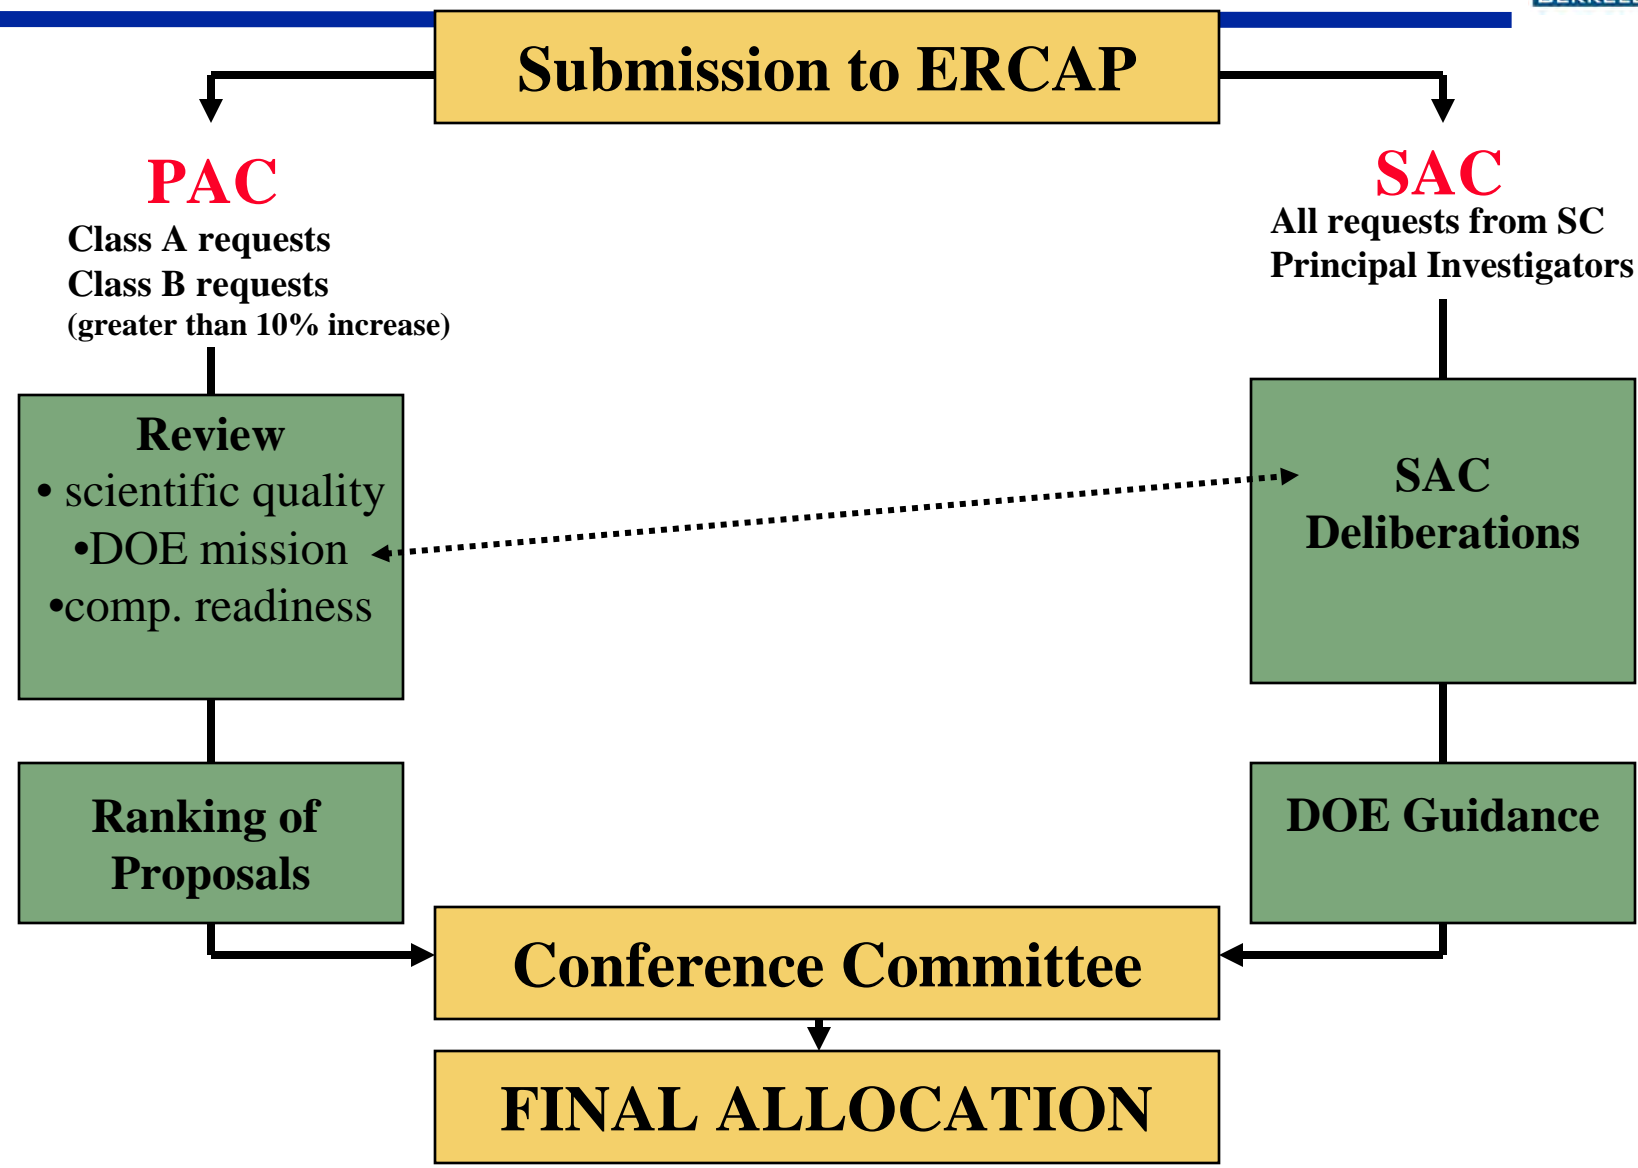 Submission to ERCAP
PAC
Class A requests
Class B requests
(greater than 10% increase)
SAC
All requests from SC
Principal Investigators
Review
• scientific quality
•DOE mission
•comp. readiness
SAC
Deliberations
Ranking of
Proposals
DOE Guidance
Conference Committee
FINAL ALLOCATION